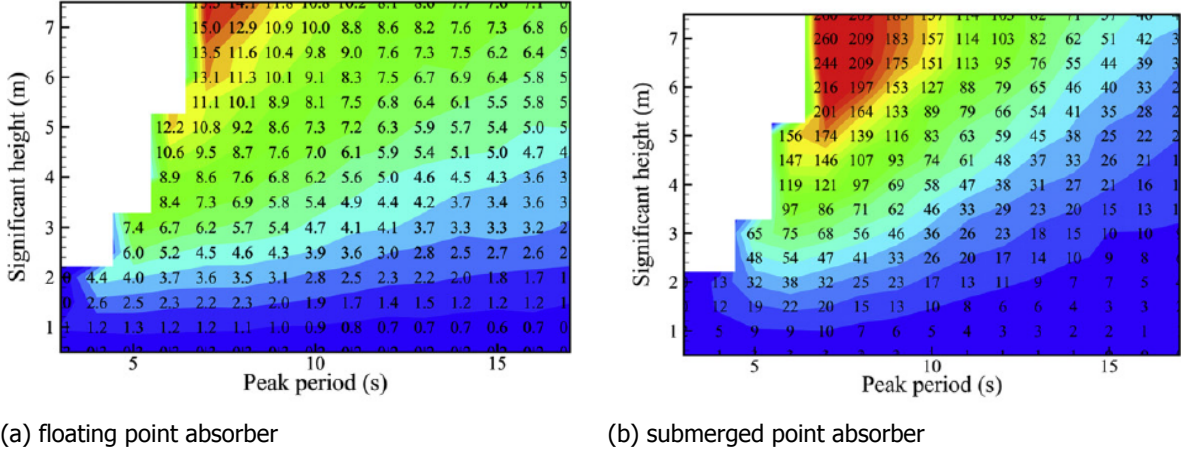 Significant height (m)
7 15.0 12.9 10.9 10.0 8.8 8.6 8.2 7.6 7.3 6.8 6
13.5 11.6 10.4 9.8 9.0 7.6 7.3 7.5 6.2 6.4 5
6 13.1 11.3 10.1 9.1 8.3 7.5 6.7 6.9 6.4 5.8 5
11.1 10.1 8.9 8.1 7.5 6.8 6.4 6.1 5.5 5.8 5
5 12.2 10.8 9.2 8.6 7.3 7.2 6.3 5.9 5.7 5.4 5.0 5
10.6 9.5 8.7 7.6 7.0 6.1 5.9 5.4 5.1 5.0 4.7 4
4 8.9 8.6 7.6 6.8 6.2 5.6 5.0 4.6 4.5 4.3 3.6 3
8.4 7.3 6.9 5.8 5.4 4.9 4.4 4.2 3.7 3.4 3.6 3
3 7.4 6.7 6.2 5.7 5.4 4.7 4.1 4.1 3.7 3.3 3.3 3.2 2
6.0 5.2 4.5 4.6 4.3 3.9 3.6 3.0 2.8 2.5 2.7 2.6 2
2 0 4.4 4.0 3.7 3.6 3.5 3.1 2.8 2.5 2.3 2.2 2.0 1.8 1.7 1
2.6 2.5 2.3 2.2 2.3 2.0 1.9 1.7 1.4 1.5 1.2 1.2 1.2 1
1 1.2 1.3 1.2 1.2 1.1 1.0 0.9 0.8 0.7 0.7 0.7 0.6 0.7 0
5 10 15
Peak period (s)
(a) floating point absorber
Significant height (m)
7 260 209 183 157 114 103 82 62 51 42 3
244 209 175 151 113 95 76 55 44 39 3
6 216 197 153 127 88 79 65 46 40 33 2
201 164 133 89 79 66 54 41 35 28 2
5 156 174 139 116 83 63 59 45 38 25 22 2
147 146 107 93 74 61 48 37 33 26 21 1
4 119 121 97 69 58 47 38 31 27 21 16 1
97 86 71 62 46 33 29 23 20 15 13 1
3 65 75 68 56 46 36 26 23 18 15 10 10
48 54 47 41 33 26 20 17 14 10 9 8
2 13 32 38 32 25 23 17 13 11 9 7 7 5
12 19 22 20 15 13 10 8 6 6 4 3 3
1 5 9 9 10 7 6 5 4 3 3 2 2 1
5 10 15
Peak period (s)
(b) submerged point absorber